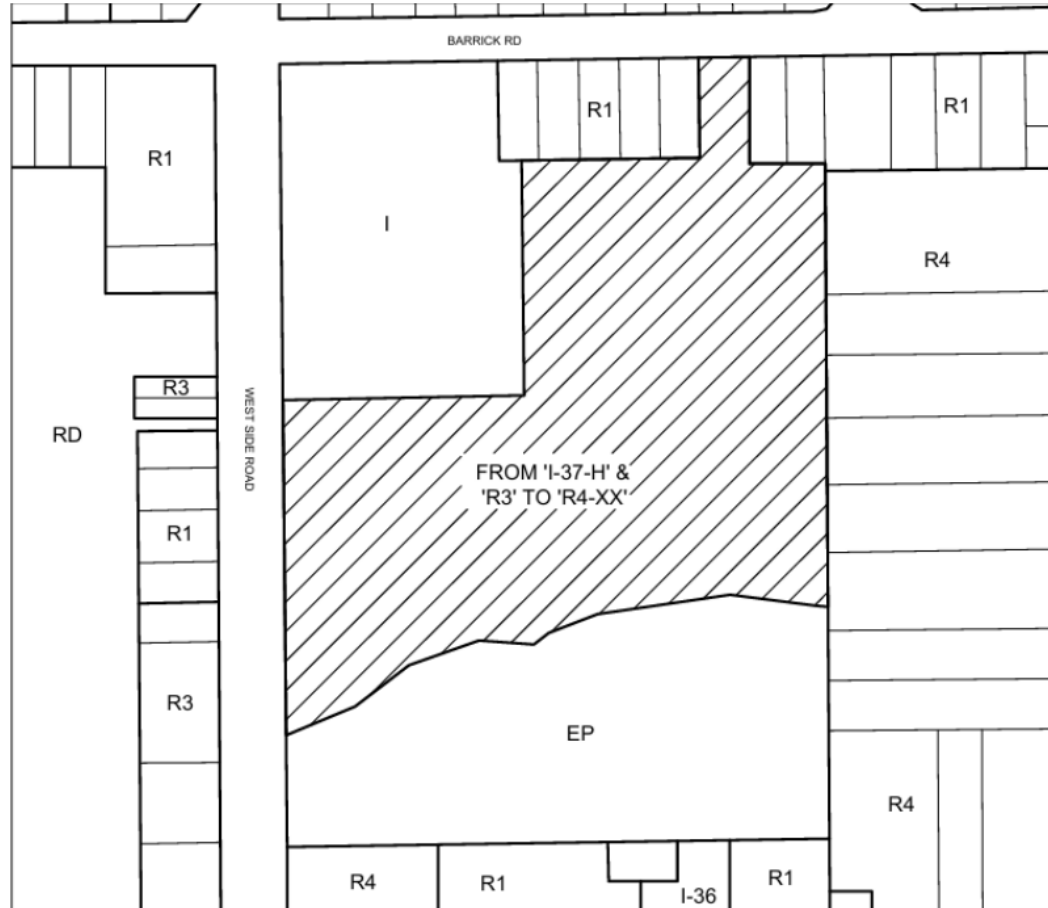 BARRICK RD
R1
R1
R1
I
R4
R3
WEST SIDE ROAD
RD
FROM 'I-37-H' &
'R3' TO 'R4-XX'
R1
R3
EP
R4
R4
R1
I-36
R1